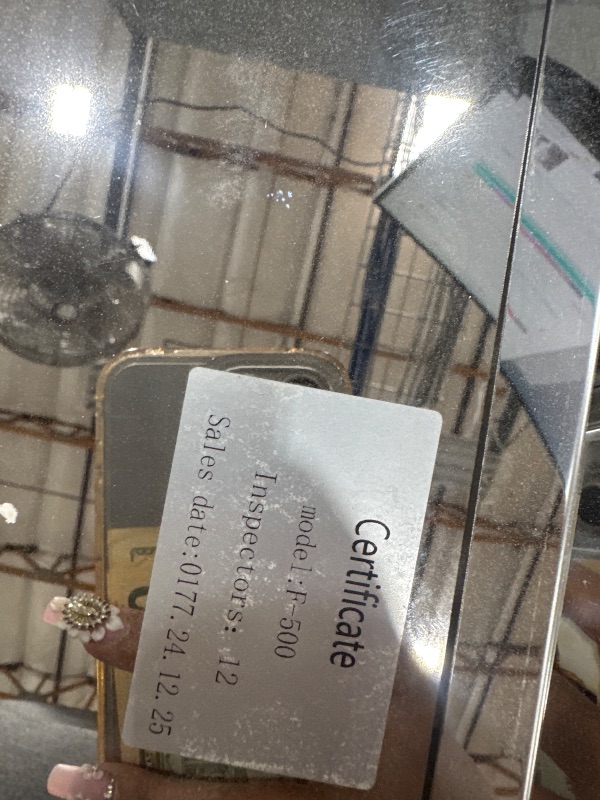 Certificate
model:F-500
Inspectors: 12
Sales date:0177.24.12.25